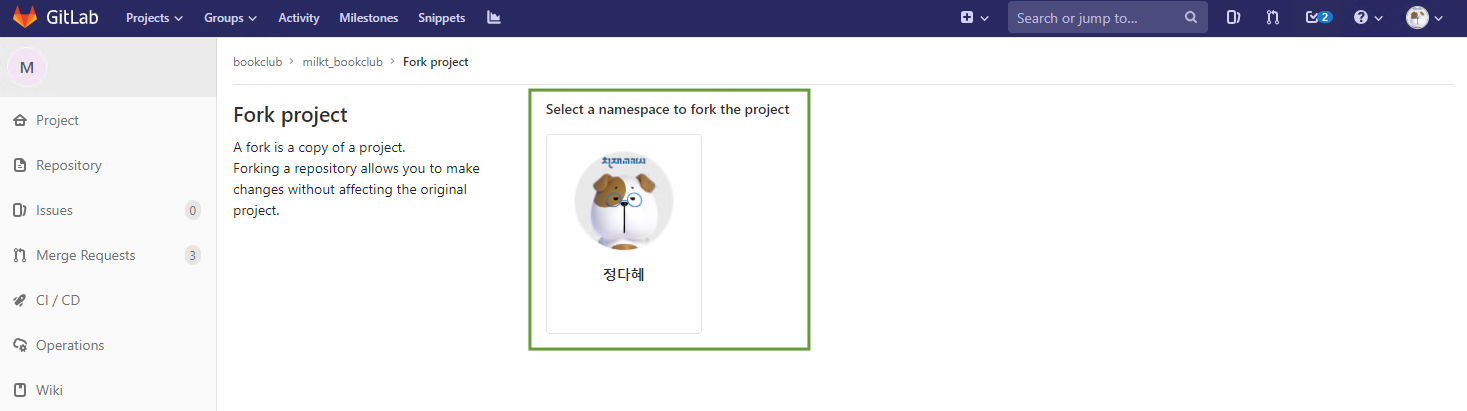 GitLab Projects Groups Activity Milestones Snippets Search or jump to... 2
M
bookclub > milkt_bookclub > Fork project
Project
Repository
Issues 0
Merge Requests 3
CI / CD
Operations
Wiki
Fork project
A fork is a copy of a project.
Forking a repository allows you to make
changes without affecting the original
project.
Select a namespace to fork the project
정다혜